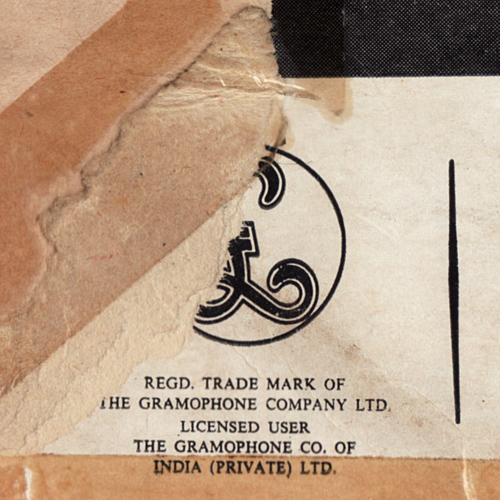 £
REGD. TRADE MARK OF
THE GRAMOPHONE COMPANY LTD.
LICENSED USER
THE GRAMOPHONE CO. OF
INDIA (PRIVATE) LTD.